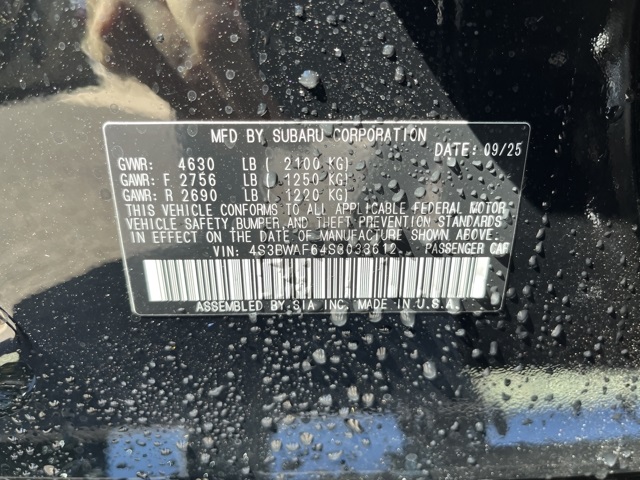 MFD BY SUBARU CORPORATION
DATE: 09/25
GVWR: 4630 LB ( 2100 KG)
GAWR: F 2756 LB ( 1250 KG)
GAWR: R 2690 LB ( 1220 KG)
THIS VEHICLE CONFORMS TO ALL APPLICABLE FEDERAL MOTOR
VEHICLE SAFETY, BUMPER, AND THEFT PREVENTION STANDARDS
IN EFFECT ON THE DATE OF MANUFACTURE SHOWN ABOVE.
VIN: PASSENGER CAR
ASSEMBLED BY SIA INC. MADE IN U.S.A.